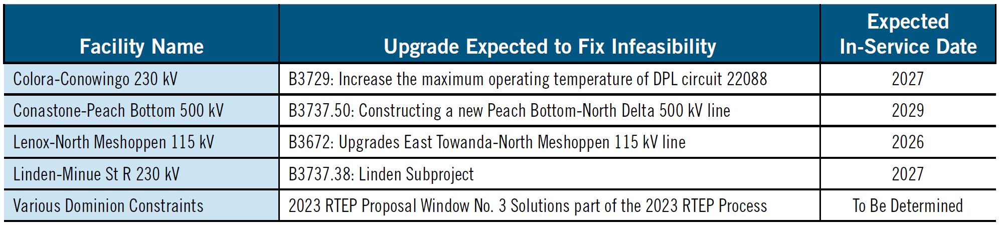 Facility Name
Upgrade Expected to Fix Infeasibility
Expected
In-Service Date
Colora-Conowingo 230 kV
B3729: Increase the maximum operating temperature of DPL circuit 22088
2027
Conastone-Peach Bottom 500 kV
B3737.50: Constructing a new Peach Bottom-North Delta 500 kV line
2029
Lenox-North Meshoppen 115 kV
B3672: Upgrades East Towanda-North Meshoppen 115 kV line
2026
Linden-Minue St R 230 kV
B3737.38: Linden Subproject
2027
Various Dominion Constraints
2023 RTEP Proposal Window No. 3 Solutions part of the 2023 RTEP Process
To Be Determined